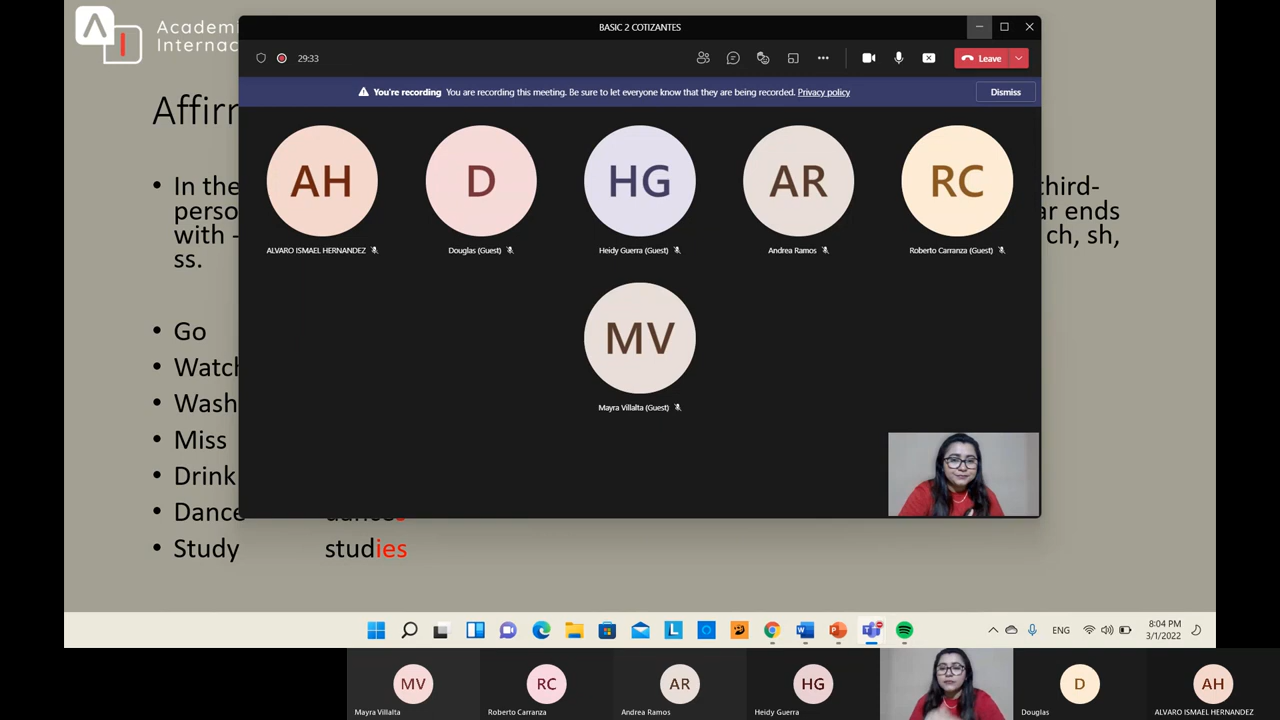 Academi
Internac
BASIC 2 COTIZANTES
29:33
Leave
You're recording You are recording this meeting. Be sure to let everyone know that they are being recorded. Privacy policy
Dismiss
Affir
• In the
third-
perso
ar ends
with -
ch, sh,
ss.
AH
D
HG
AR
RC
ALVARO ISMAEL HERNANDEZ
Douglas (Guest)
Heidy Guerra (Guest)
Andrea Ramos
Roberto Carranza (Guest)
MV
Mayra Villalta (Guest)
• Go
• Watch
• Wash
• Miss
• Drink
• Dance dances
• Study studies
ENG
8:04 PM
3/1/2022
MV
RC
AR
HG
D
AH
Mayra Villalta
Roberto Carranza
Andrea Ramos
Heidy Guerra
Douglas
ALVARO ISMAEL HERNANDEZ